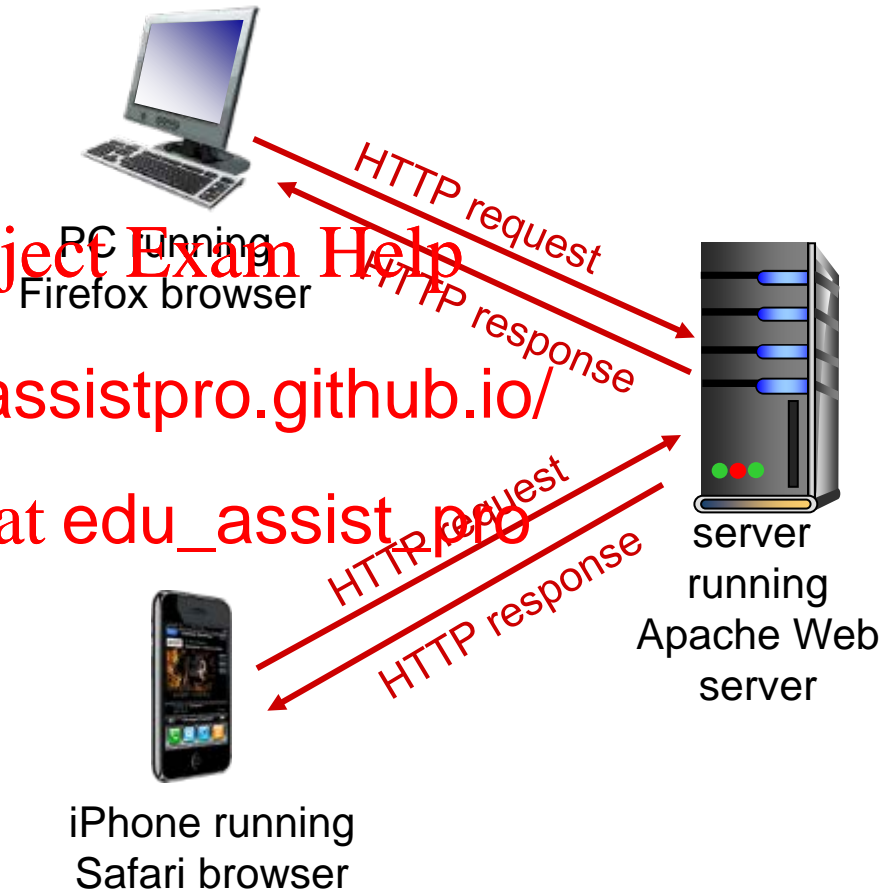 HTTP request
HTTP response
PC running
Firefox browser
ject Exam Help
assistpro.github.io/
at edu_assist_pro
HTTP request
HTTP response
server
running
Apache Web
server
iPhone running
Safari browser